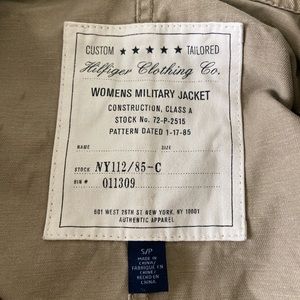 CUSTOM ★ ★ ★ ★ ★ TAILORED
Hilfiger Clothing Co.
WOMENS MILITARY JACKET
CONSTRUCTION, CLASS A
STOCK No. 72-P-2515
PATTERN DATED 1-17-85
NAME SIZE
STOCK NY112/85-C
BIN # 011309
601 WEST 26TH ST NEW YORK, NY 10001
AUTHENTIC APPAREL
S/P
MADE IN
CHINA/
FABRIQUE EN
CHINE/
HECHO EN
CHINA